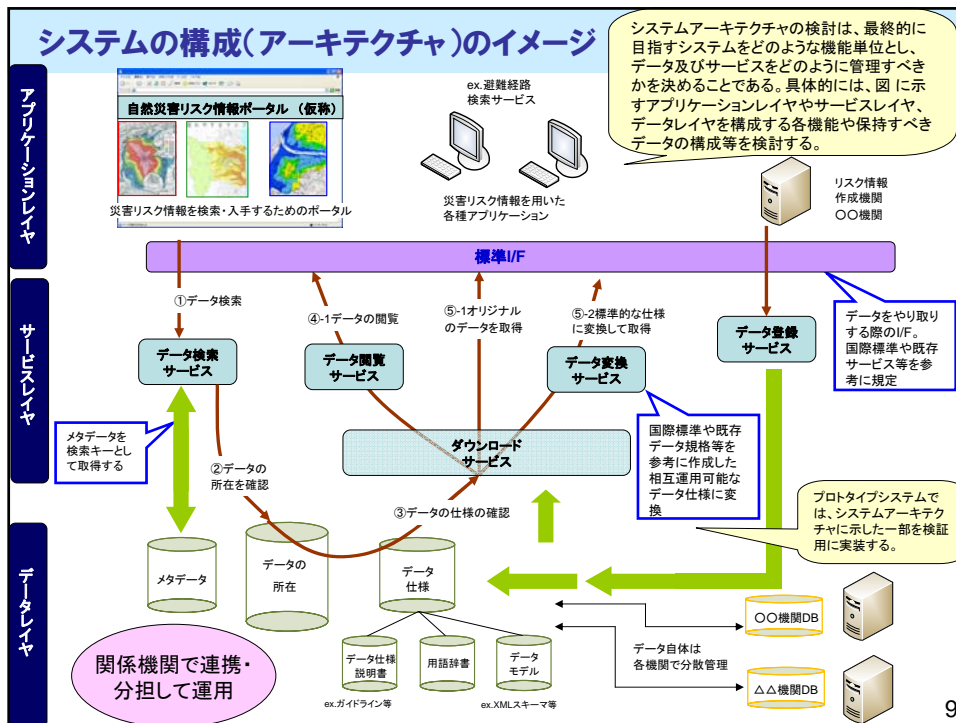 システムの構成(アーキテクチャ)のイメージ
システムアーキテクチャの検討は、最終的に
目指すシステムをどのような機能単位とし、
データ及びサービスをどのように管理すべき
かを決めることである。具体的には、図 に示
すアプリケーションレイヤやサービスレイヤ、
データレイヤを構成する各機能や保持すべき
データの構成等を検討する。
アプリケーションレイヤ
自然災害リスク情報ポータル (仮称)
災害リスク情報を検索・入手するためのポータル
ex.避難経路
検索サービス
災害リスク情報を用いた
各種アプリケーション
リスク情報
作成機関
○○機関
標準I/F
サービスレイヤ
①データ検索
④-1データの閲覧
⑤-1オリジナル
のデータを取得
⑤-2標準的な仕様
に変換して取得
データをやり取り
する際のI/F。
国際標準や既存
サービス等を参
考に規定
データ検索
サービス
データ閲覧
サービス
データ変換
サービス
データ登録
サービス
メタデータを
検索キーとし
て取得する
ダウンロード
サービス
国際標準や既存
データ規格等を
参考に作成した
相互運用可能な
データ仕様に変
換
②データの
所在を確認
③データの仕様の確認
プロトタイプシステムで
は、システムアーキテク
チャに示した一部を検証
用に実装する。
データレイヤ
メタデータ
データの
所在
データ
仕様
データ仕様
説明書
用語辞書
データ
モデル
ex.ガイドライン等
ex.XMLスキーマ等
関係機関で連携・
分担して運用
データ自体は
各機関で分散管理
○○機関DB
△△機関DB
9